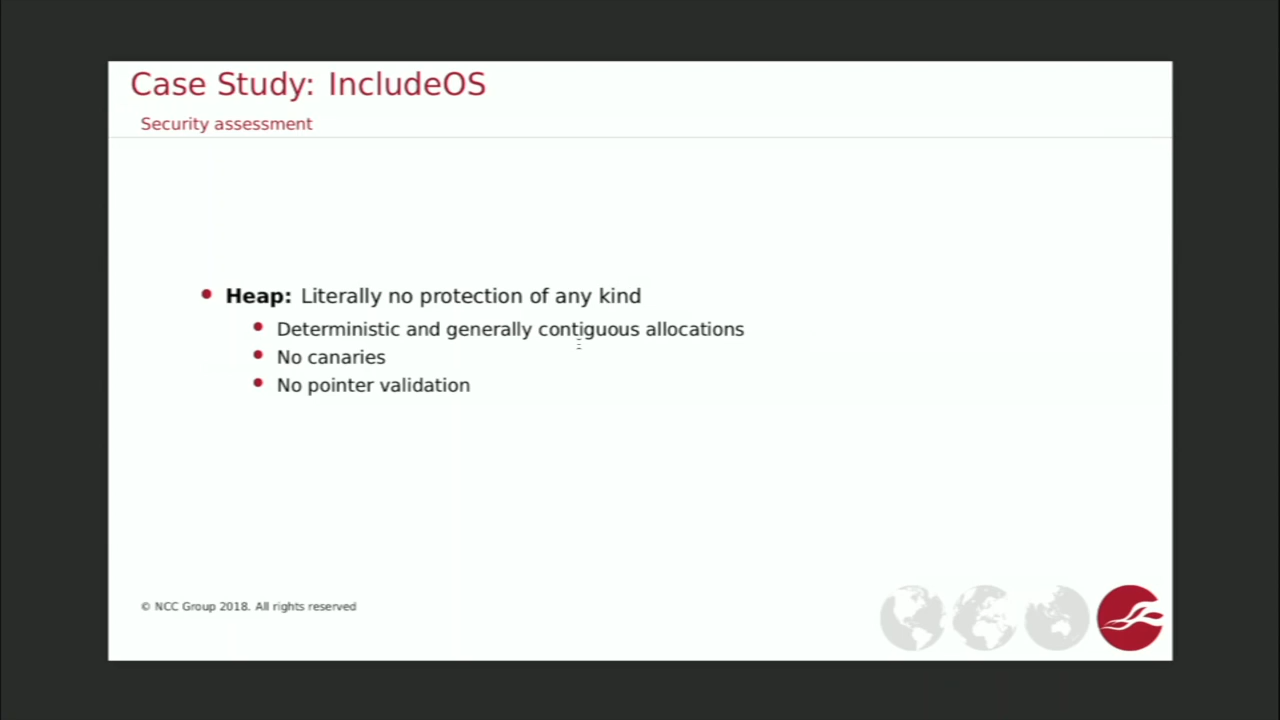 Case Study: IncludeOS
Security assessment
Heap: Literally no protection of any kind
Deterministic and generally contiguous allocations
No canaries
No pointer validation
© NCC Group 2018. All rights reserved